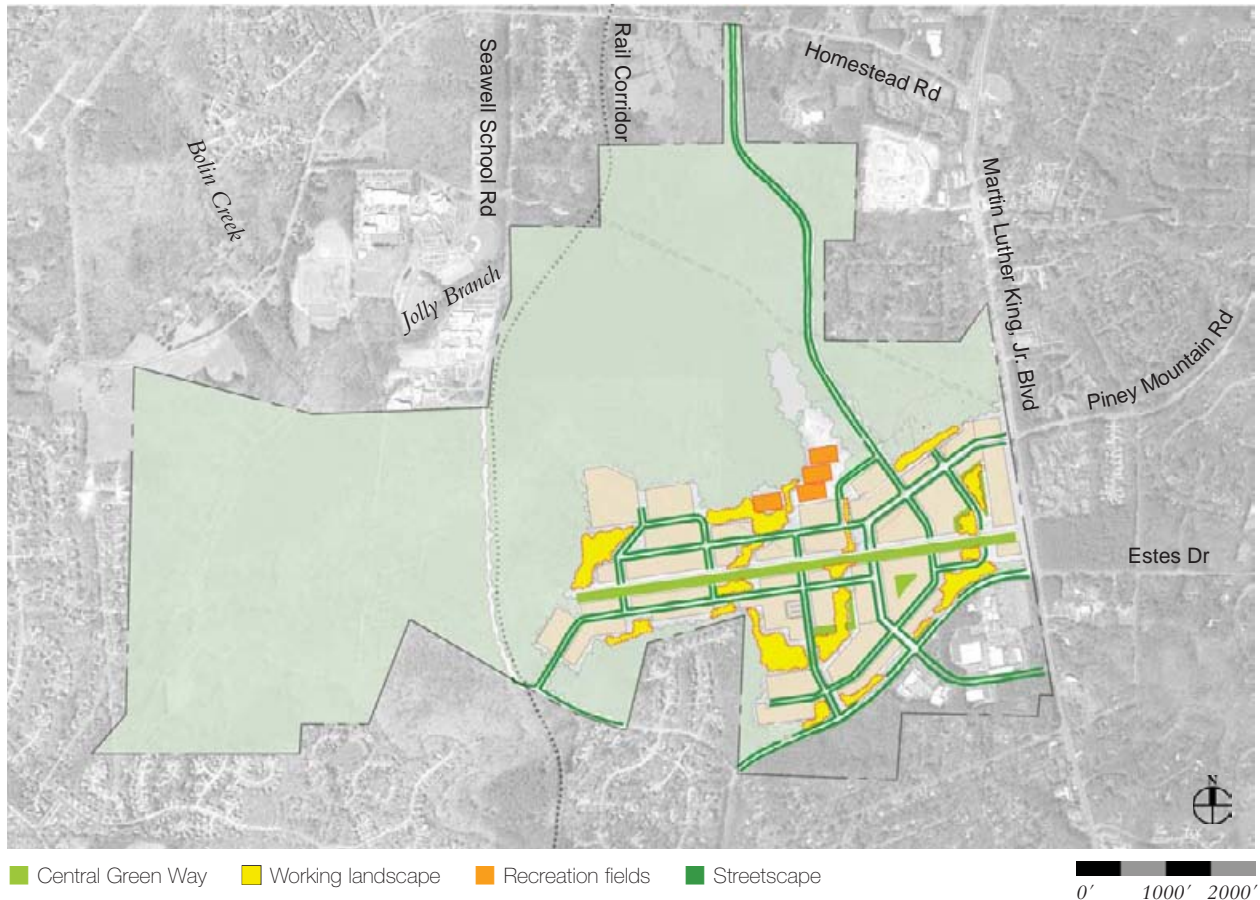 Homestead Rd
Rail Corridor
Seawell School Rd
Bolin Creek
Martin Luther King, Jr. Blvd
Jolly Branch
Piney Mountain Rd
Estes Dr
N
Central Green Way
Working landscape
Recreation fields
Streetscape
0' 1000' 2000'